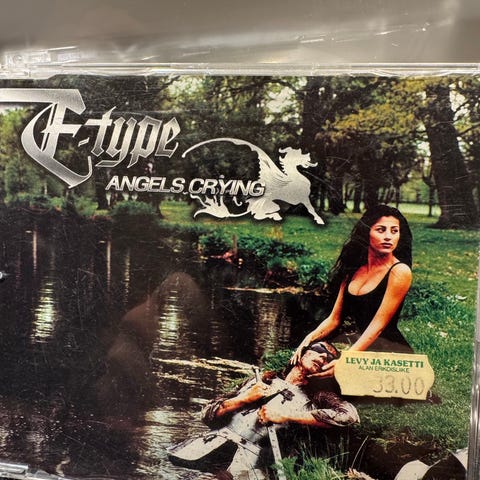 E-type
ANGELS CRYING
LEVY JA KASETTI
ALAN ERIKOISLIIKE
33.00